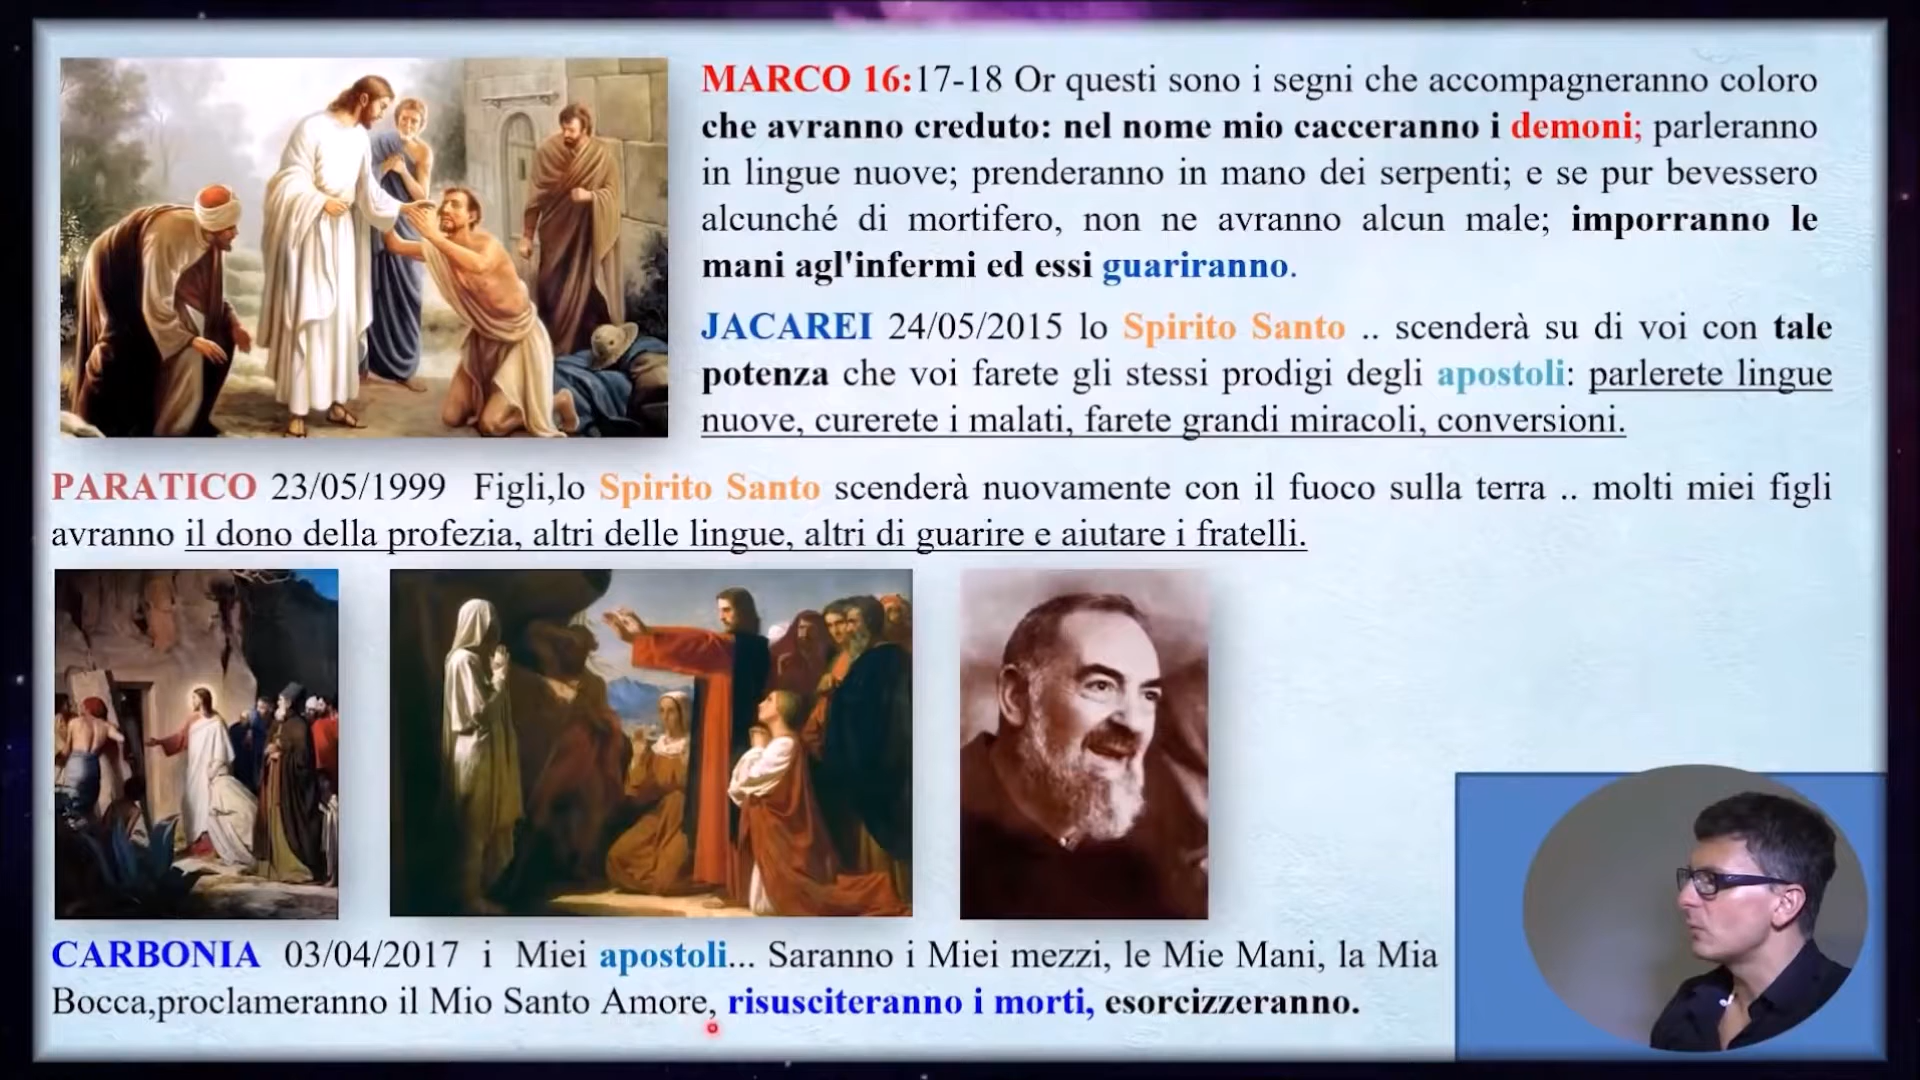 MARCO 16:17-18 Or questi sono i segni che accompagneranno coloro
che avranno creduto: nel nome mio cacceranno i demoni; parleranno
in lingue nuove; prenderanno in mano dei serpenti; e se pur bevessero
alcunché di mortifero, non ne avranno alcun male; imporranno le
mani agl'infermi ed essi guariranno.
JACAREI 24/05/2015 lo Spirito Santo .. scenderà su di voi con tale
potenza che voi farete gli stessi prodigi degli apostoli: parlerete lingue
nuove, curerete i malati, farete grandi miracoli, conversioni.
PARATICO 23/05/1999 Figli,lo Spirito Santo scenderà nuovamente con il fuoco sulla terra .. molti miei figli
avranno il dono della profezia, altri delle lingue, altri di guarire e aiutare i fratelli.
CARBONIA 03/04/2017 i Miei apostoli... Saranno i Miei mezzi, le Mie Mani, la Mia
Bocca,proclameranno il Mio Santo Amore, risusciteranno i morti, esorcizzeranno.